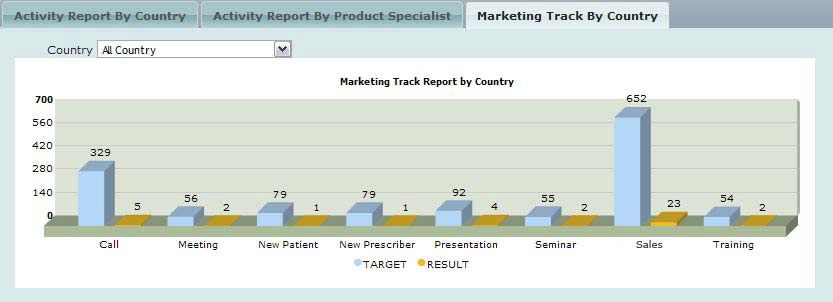 Activity Report By Country Activity Report By Product Specialist Marketing Track By Country
Country All Country
Marketing Track Report by Country
700
560
420
280
140
0
329 5 56 2 79 1 79 1 92 4 55 2 652 23 54 2
Call Meeting New Patient New Prescriber Presentation Seminar Sales Training
TARGET RESULT